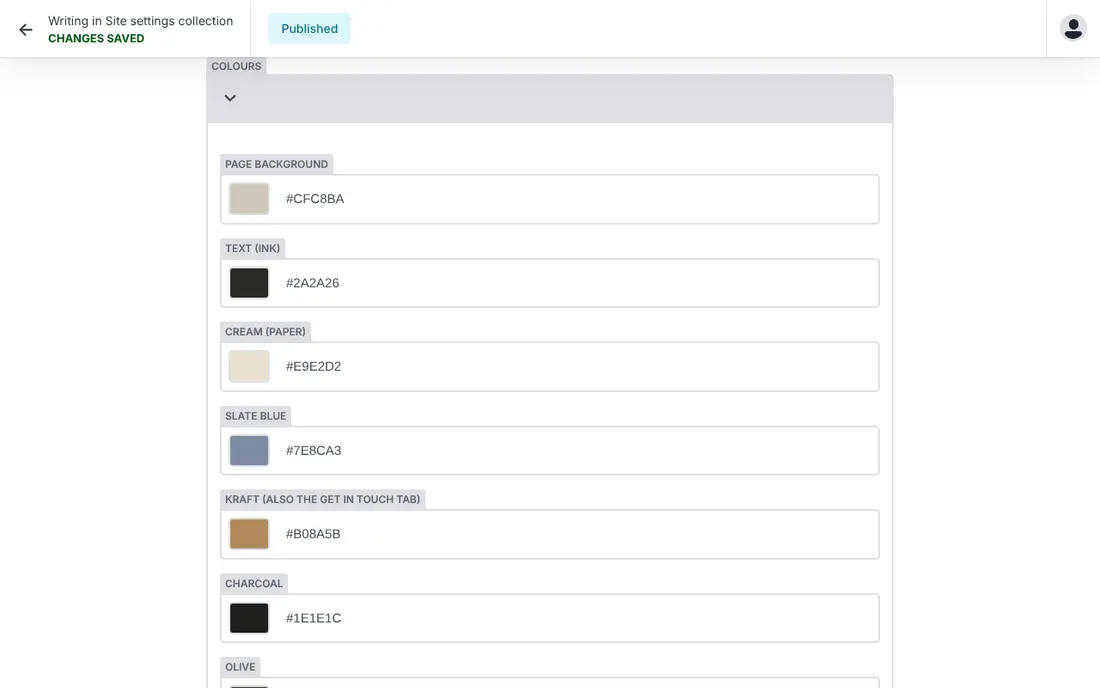 Writing in Site settings collection
CHANGES SAVED
Published
COLOURS
PAGE BACKGROUND
#CFC8BA
TEXT (INK)
#2A2A26
CREAM (PAPER)
#E9E2D2
SLATE BLUE
#7E8CA3
KRAFT (ALSO THE GET IN TOUCH TAB)
#B08A5B
CHARCOAL
#1E1E1C
OLIVE